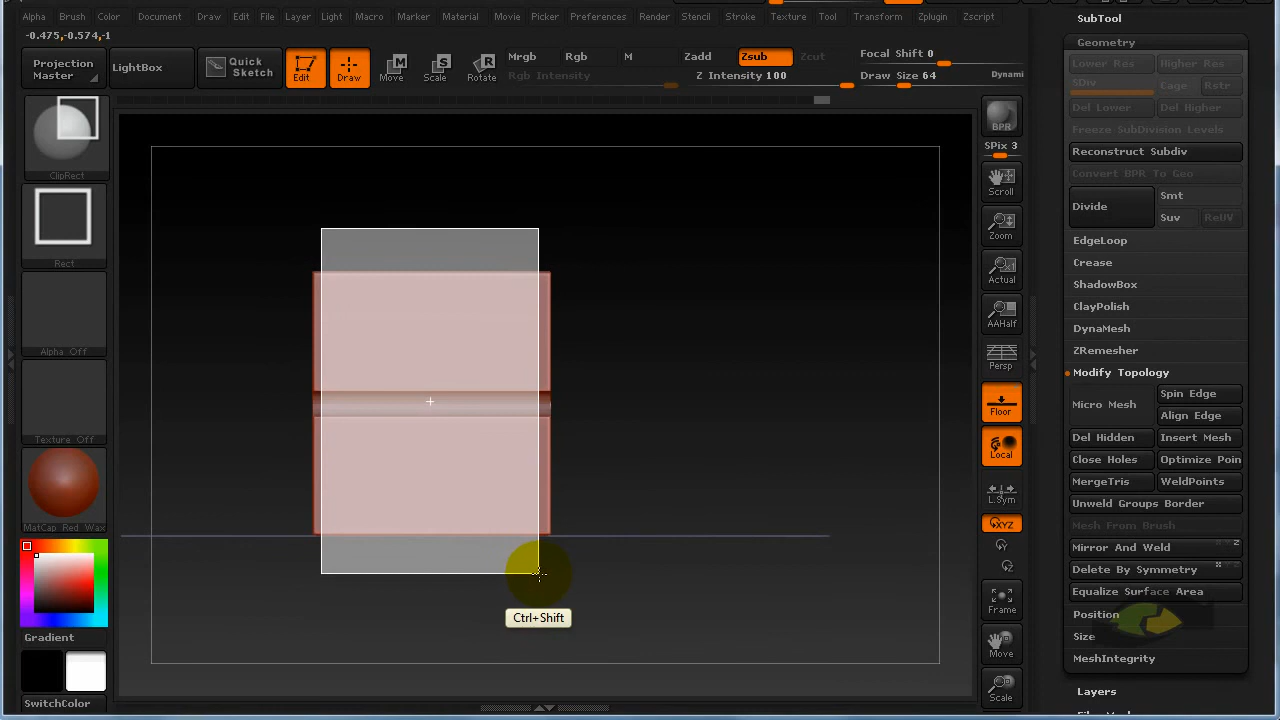 Alpha Brush Color Document Draw Edit File Layer Light Macro Marker Material Movie Picker Preferences Render Stencil Stroke Texture Tool Transform Zplugin Zscript
-0.475,-0.574,-1
Projection
Master
LightBox
Quick
Sketch
Edit
Draw
Move
Scale
Rotate
Mrgb Rgb M Zadd Zsub Zcut Focal Shift 0
Rgb Intensity Z Intensity 100 Draw Size 64 Dynami
ClipRect
Rect
Alpha Off
Texture Off
MatCap Red Wax
Gradient
SwitchColor
Ctrl+Shift
BPR
SPix 3
Scroll
Zoom
Actual
AAHalf
Persp
Floor
Local
L.Sym
XYZ
Y
Z
Frame
Move
Scale
SubTool
Geometry
Lower Res Higher Res
SDiv Cage Rstr
Del Lower Del Higher
Freeze SubDivision Levels
Reconstruct Subdiv
Convert BPR To Geo
Divide Smt
Suv ReUV
EdgeLoop
Crease
ShadowBox
ClayPolish
DynaMesh
ZRemesher
Modify Topology
Micro Mesh Spin Edge
Align Edge
Del Hidden Insert Mesh
Close Holes Optimize Poin
MergeTris WeldPoints
Unweld Groups Border
Mesh From Brush
Mirror And Weld
Delete By Symmetry
Equalize Surface Area
Position
Size
MeshIntegrity
Layers